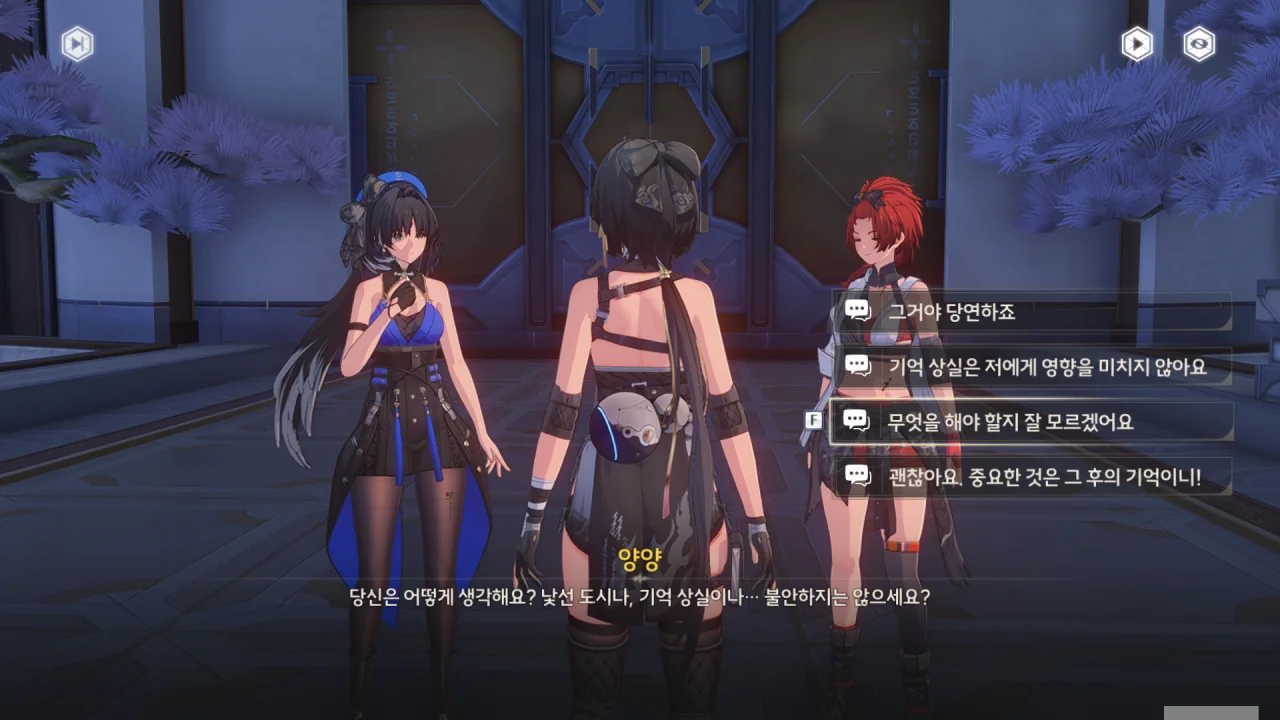 그거야 당연하죠
기억 상실은 저에게 영향을 미치지 않아요
F
무엇을 해야 할지 잘 모르겠어요
괜찮아요. 중요한 것은 그 후의 기억이니!
양양
당신은 어떻게 생각해요? 낯선 도시나, 기억 상실이나… 불안하지는 않으세요?